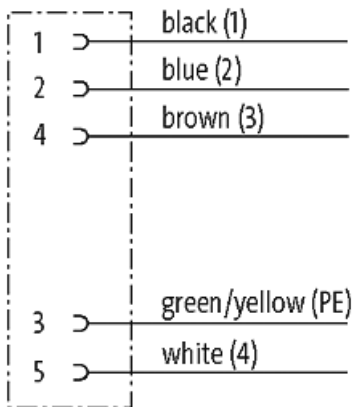 1 black (1)
2 blue (2)
4 brown (3)
3 green/yellow (PE)
5 white (4)